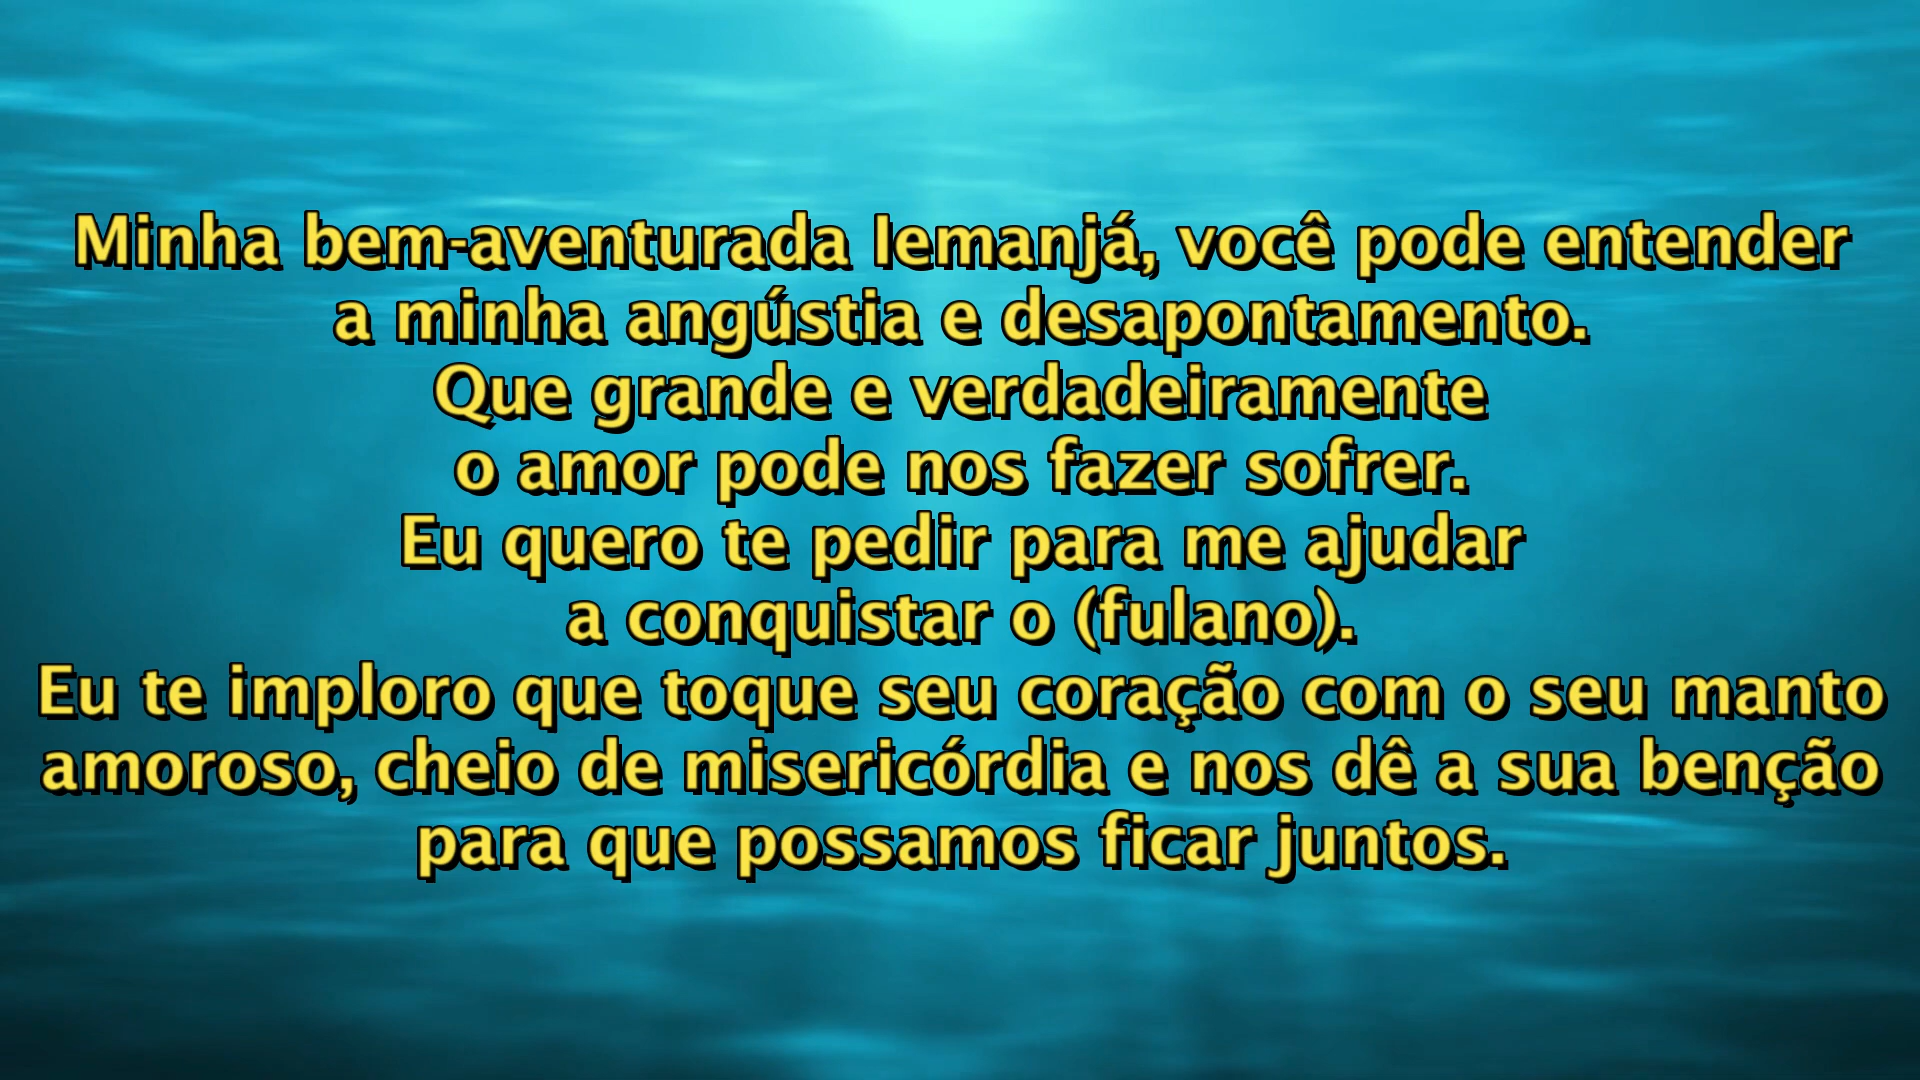 Minha bem-aventurada Iemanjá, você pode entender
a minha angústia e desapontamento.
Que grande e verdadeiramente
o amor pode nos fazer sofrer.
Eu quero te pedir para me ajudar
a conquistar o (fulano).
Eu te imploro que toque seu coração com o seu manto
amoroso, cheio de misericórdia e nos dê a sua benção
para que possamos ficar juntos.